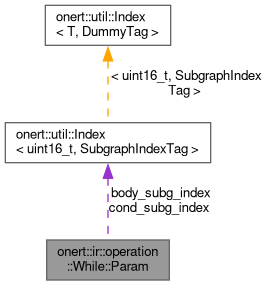 onert::util::Index
< T, DummyTag >
< uint16_t, SubgraphIndex
Tag >
onert::util::Index
< uint16_t, SubgraphIndexTag >
body_subg_index
cond_subg_index
onert::ir::operation
::While::Param